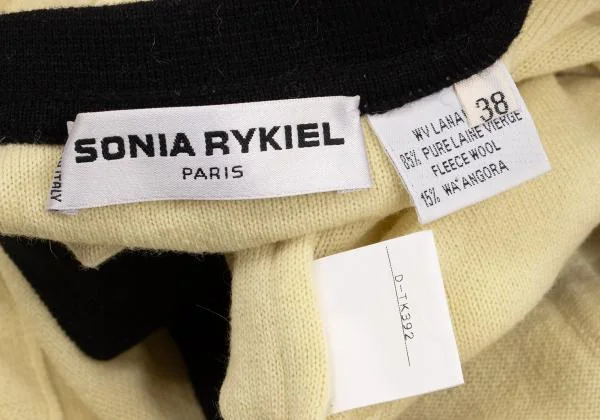 SONIA RYKIEL
PARIS
ITALY
38
WV LANA
85% PURE LAINE VIERGE
FLEECE WOOL
15% WA ANGORA
D-TK392